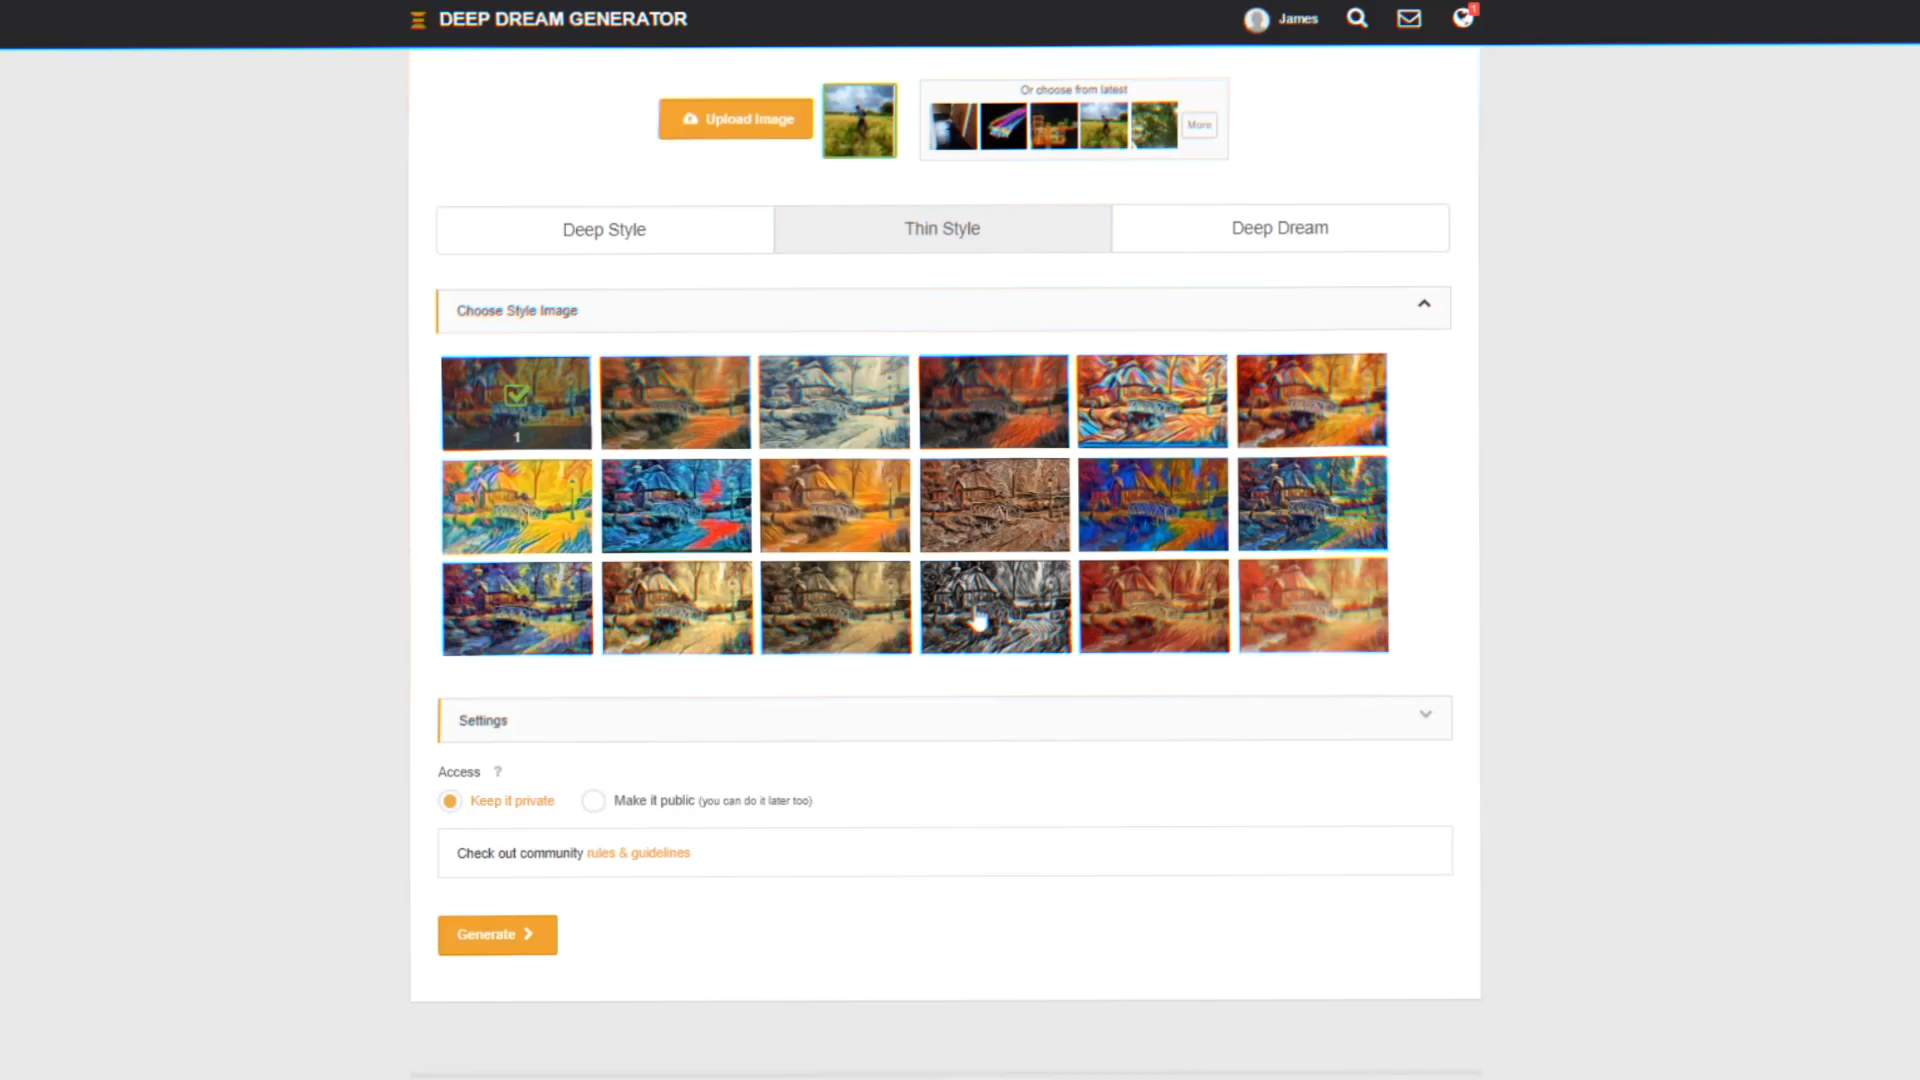 DEEP DREAM GENERATOR
James
1
Or choose from latest
Upload Image
More
Deep Style
Thin Style
Deep Dream
Choose Style Image
1
Settings
Access ?
Keep it private
Make it public (you can do it later too)
Check out community rules & guidelines
Generate